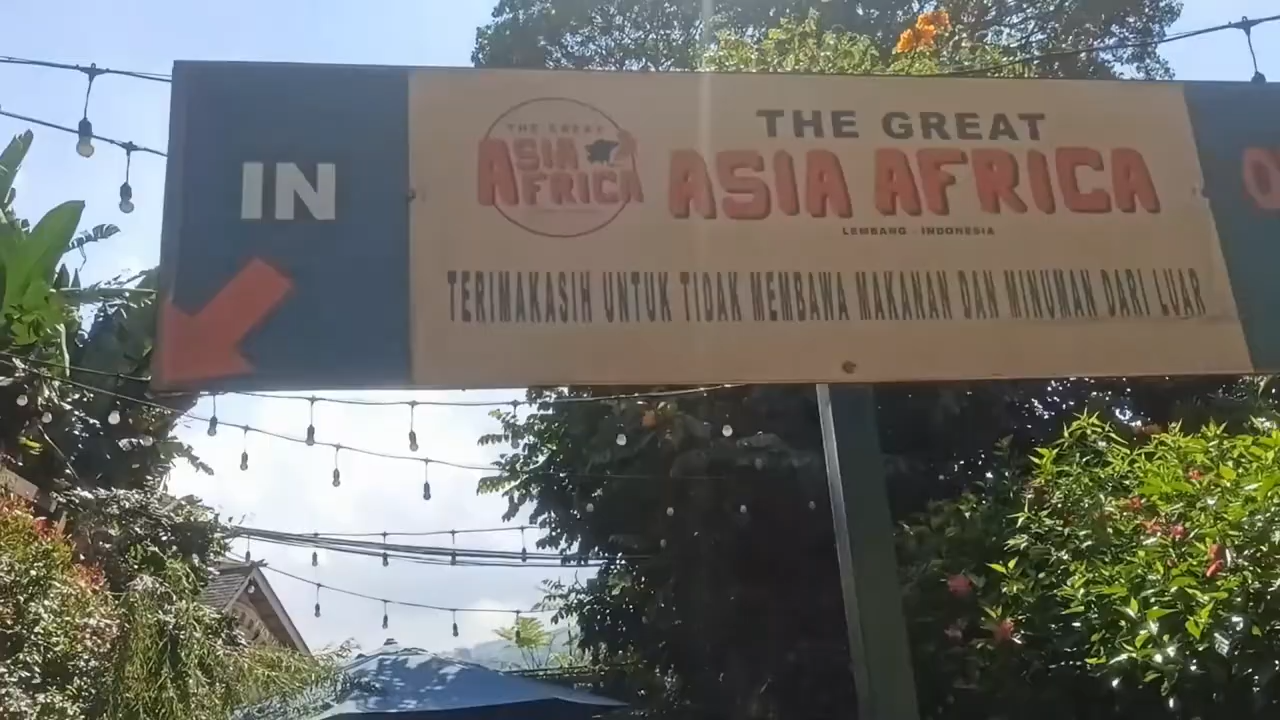 IN
THE GREAT
ASIA
AFRICA
THE GREAT
ASIA AFRICA
LEMBANG - INDONESIA
TERIMAKASIH UNTUK TIDAK MEMBAWA MAKANAN DAN MINUMAN DARI LUAR